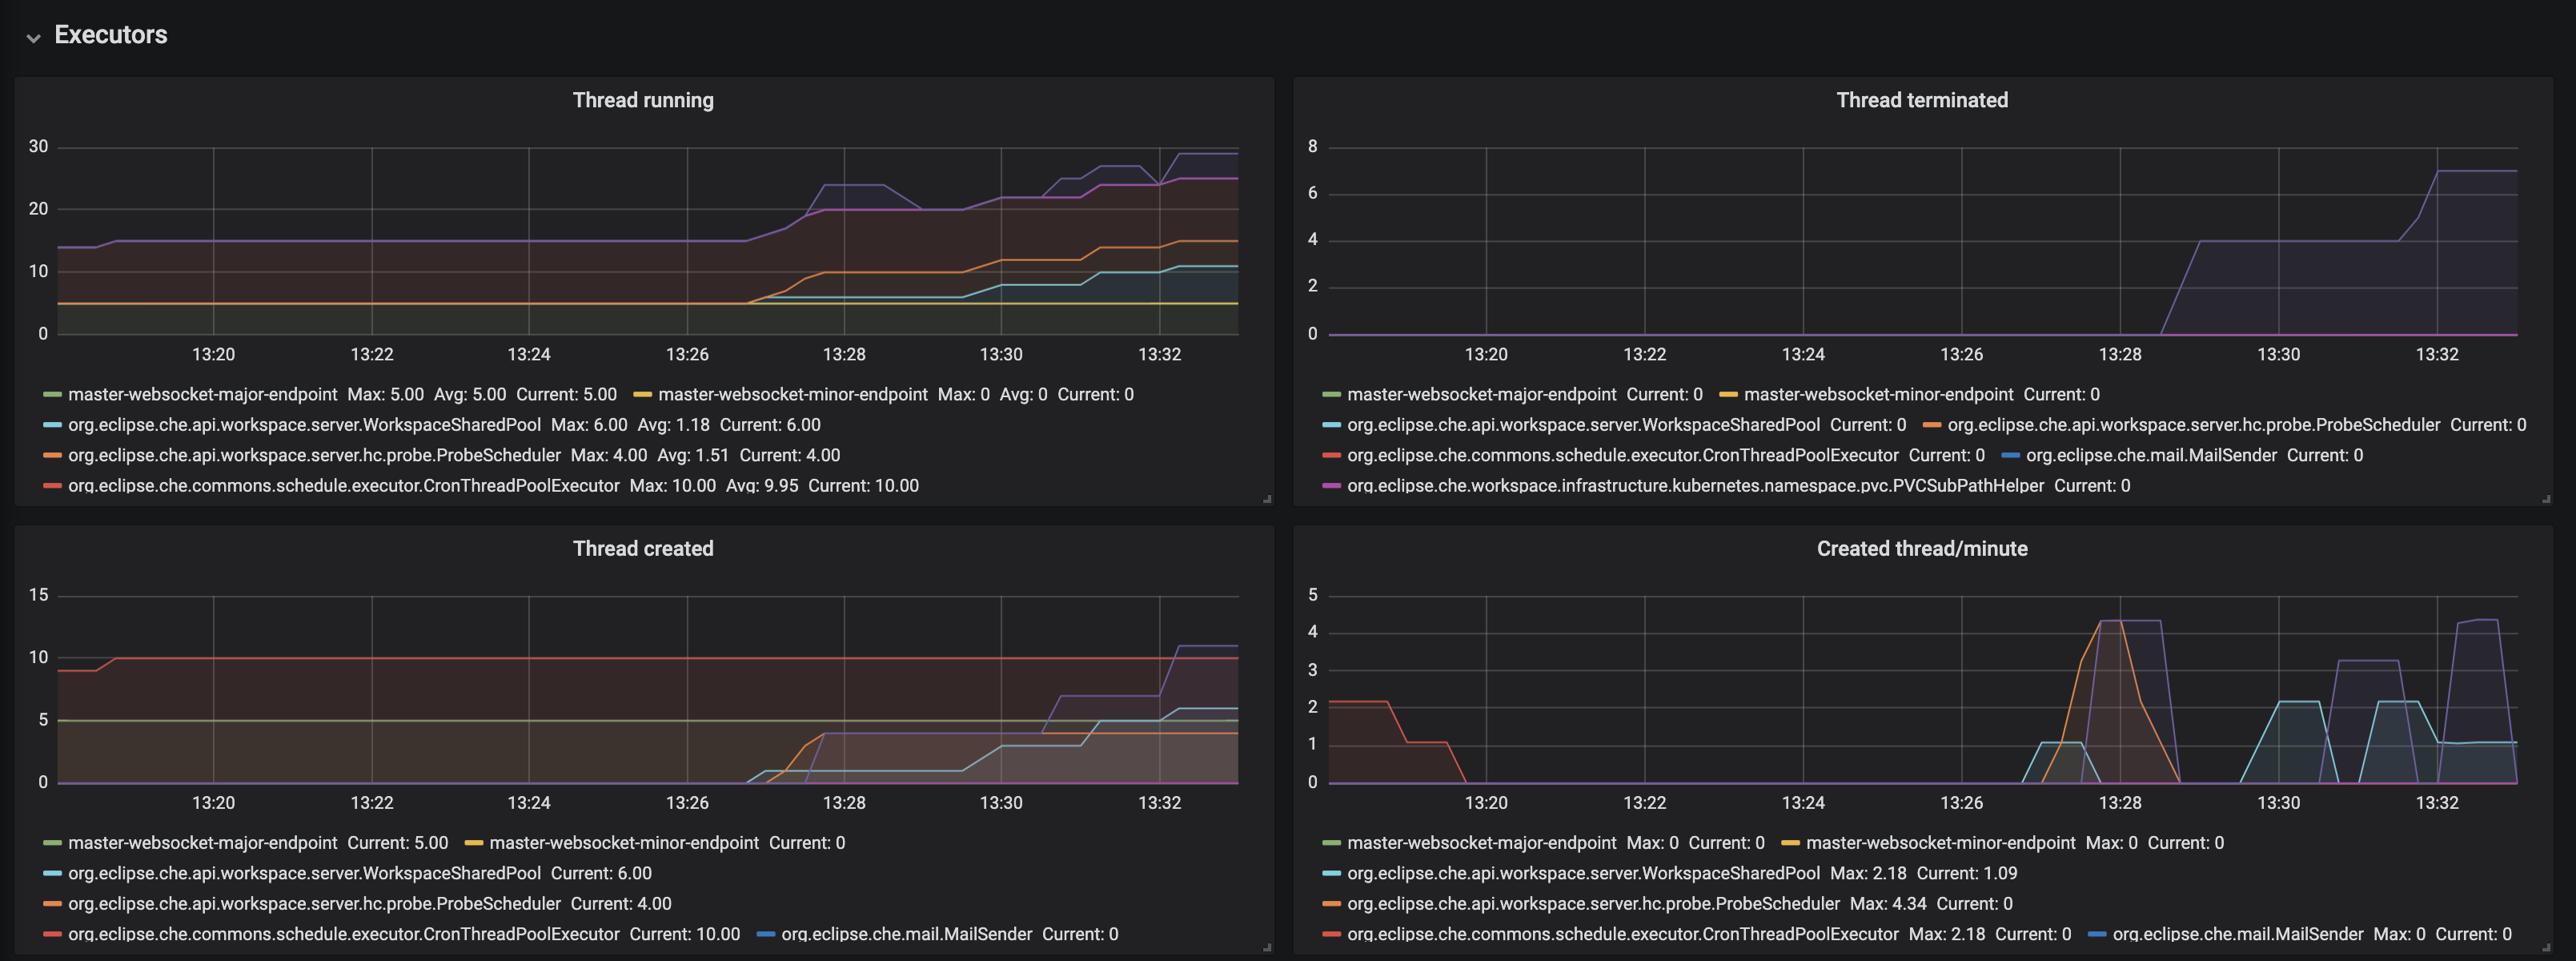 Executors
Thread running
30
20
10
0
13:20 13:22 13:24 13:26 13:28 13:30 13:32
master-websocket-major-endpoint Max: 5.00 Avg: 5.00 Current: 5.00 master-websocket-minor-endpoint Max: 0 Avg: 0 Current: 0
org.eclipse.che.api.workspace.server.WorkspaceSharedPool Max: 6.00 Avg: 1.18 Current: 6.00
org.eclipse.che.api.workspace.server.hc.probe.ProbeScheduler Max: 4.00 Avg: 1.51 Current: 4.00
org.eclipse.che.commons.schedule.executor.CronThreadPoolExecutor Max: 10.00 Avg: 9.95 Current: 10.00
Thread terminated
8
6
4
2
0
13:20 13:22 13:24 13:26 13:28 13:30 13:32
master-websocket-major-endpoint Current: 0 master-websocket-minor-endpoint Current: 0
org.eclipse.che.api.workspace.server.WorkspaceSharedPool Current: 0 org.eclipse.che.api.workspace.server.hc.probe.ProbeScheduler Current: 0
org.eclipse.che.commons.schedule.executor.CronThreadPoolExecutor Current: 0 org.eclipse.che.mail.MailSender Current: 0
org.eclipse.che.workspace.infrastructure.kubernetes.namespace.pvc.PVCSubPathHelper Current: 0
Thread created
15
10
5
0
13:20 13:22 13:24 13:26 13:28 13:30 13:32
master-websocket-major-endpoint Current: 5.00 master-websocket-minor-endpoint Current: 0
org.eclipse.che.api.workspace.server.WorkspaceSharedPool Current: 6.00
org.eclipse.che.api.workspace.server.hc.probe.ProbeScheduler Current: 4.00
org.eclipse.che.commons.schedule.executor.CronThreadPoolExecutor Current: 10.00 org.eclipse.che.mail.MailSender Current: 0
Created thread/minute
5
4
3
2
1
0
13:20 13:22 13:24 13:26 13:28 13:30 13:32
master-websocket-major-endpoint Max: 0 Current: 0 master-websocket-minor-endpoint Max: 0 Current: 0
org.eclipse.che.api.workspace.server.WorkspaceSharedPool Max: 2.18 Current: 1.09
org.eclipse.che.api.workspace.server.hc.probe.ProbeScheduler Max: 4.34 Current: 0
org.eclipse.che.commons.schedule.executor.CronThreadPoolExecutor Max: 2.18 Current: 0 org.eclipse.che.mail.MailSender Max: 0 Current: 0